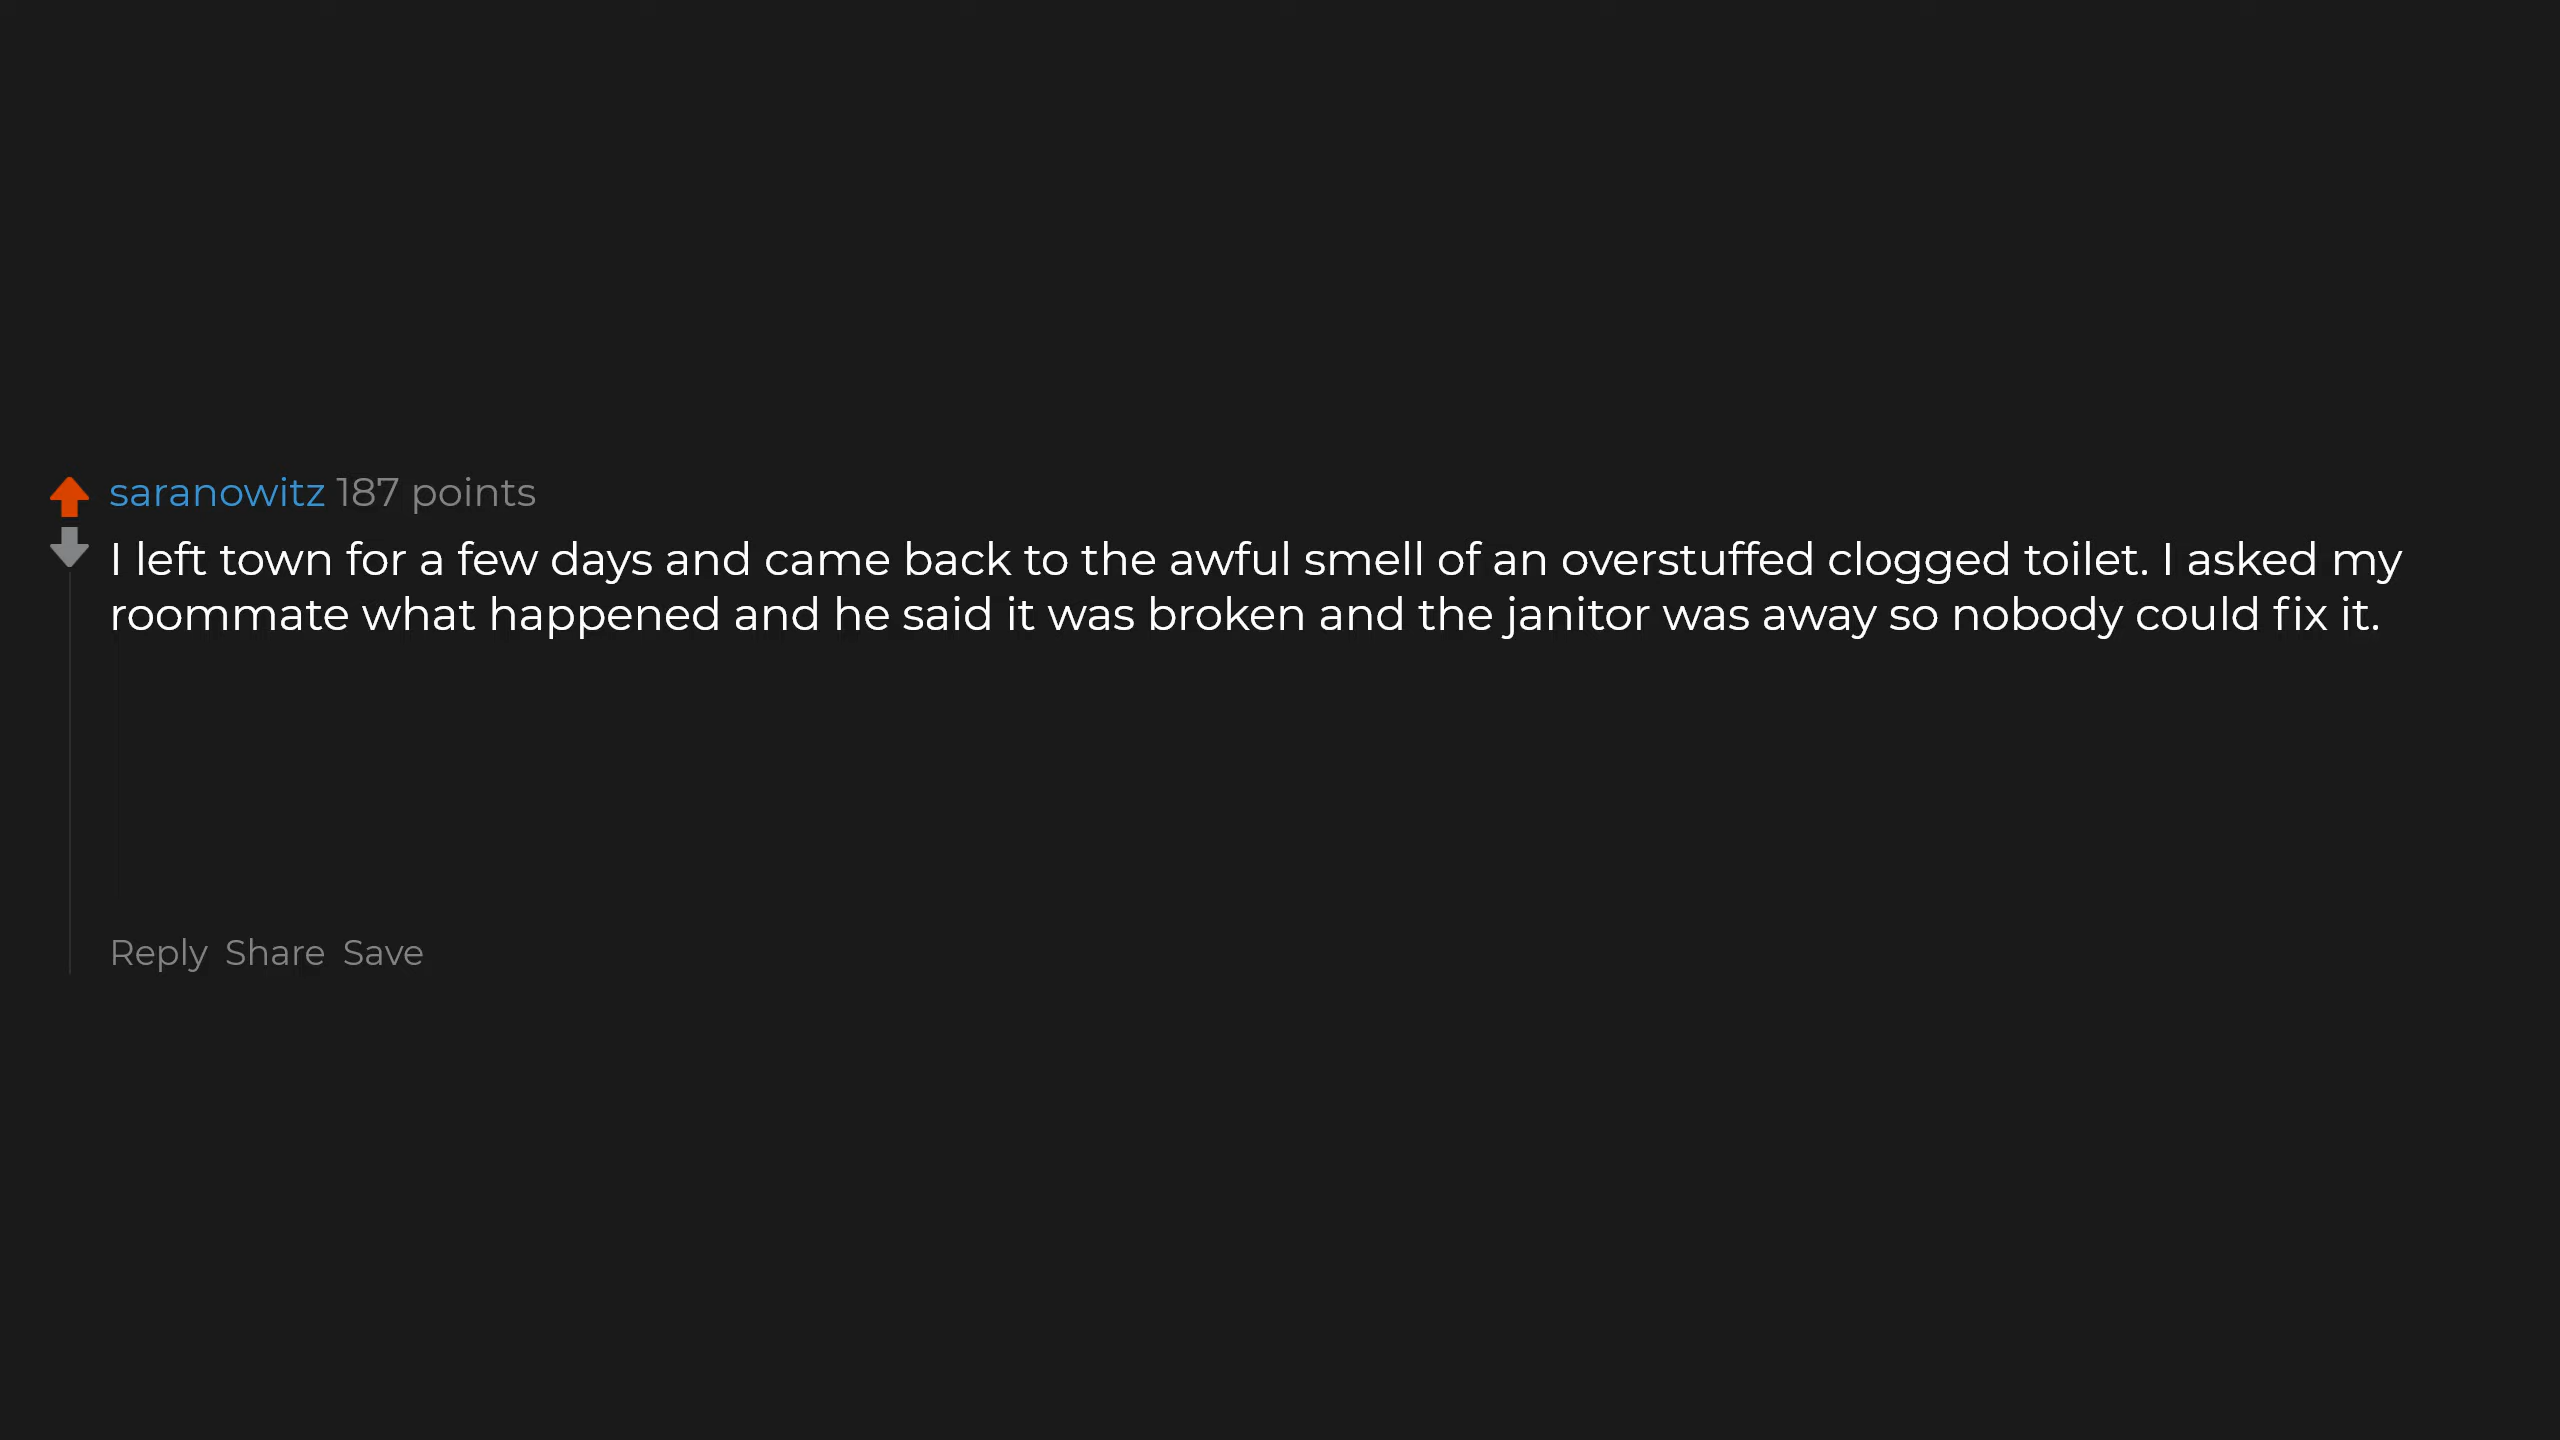 saranowitz 187 points
I left town for a few days and came back to the awful smell of an overstuffed clogged toilet. I asked my
roommate what happened and he said it was broken and the janitor was away so nobody could fix it.
Reply Share Save